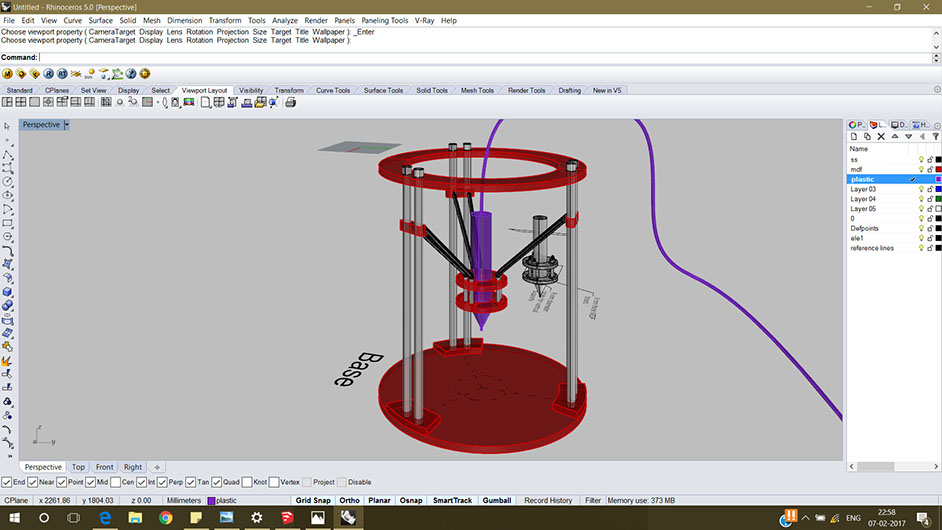 Untitled - Rhinoceros 5.0 [Perspective]
File Edit View Curve Surface Solid Mesh Dimension Transform Tools Analyze Render Panels Paneling Tools V-Ray Help
Choose viewport property ( CameraTarget Display Lens Rotation Projection Size Target Title Wallpaper ): _Enter
Choose viewport property ( CameraTarget Display Lens Rotation Projection Size Target Title Wallpaper ):
Command:
Standard CPlanes Set View Display Select Viewport Layout Visibility Transform Curve Tools Surface Tools Solid Tools Mesh Tools Render Tools Drafting New in V5
Perspective
P... L... D... H...
Name
ss
mdf
plastic
Layer 03
Layer 04
Layer 05
0
Defpoints
ele1
reference lines
Base
z
x y
Perspective Top Front Right
End Near Point Mid Cen Int Perp Tan Quad Knot Vertex Project Disable
CPlane x 2261.86 y 1804.03 z 0.00 Millimeters plastic Grid Snap Ortho Planar Osnap SmartTrack Gumball Record History Filter Memory use: 373 MB
22:58
ENG
07-02-2017